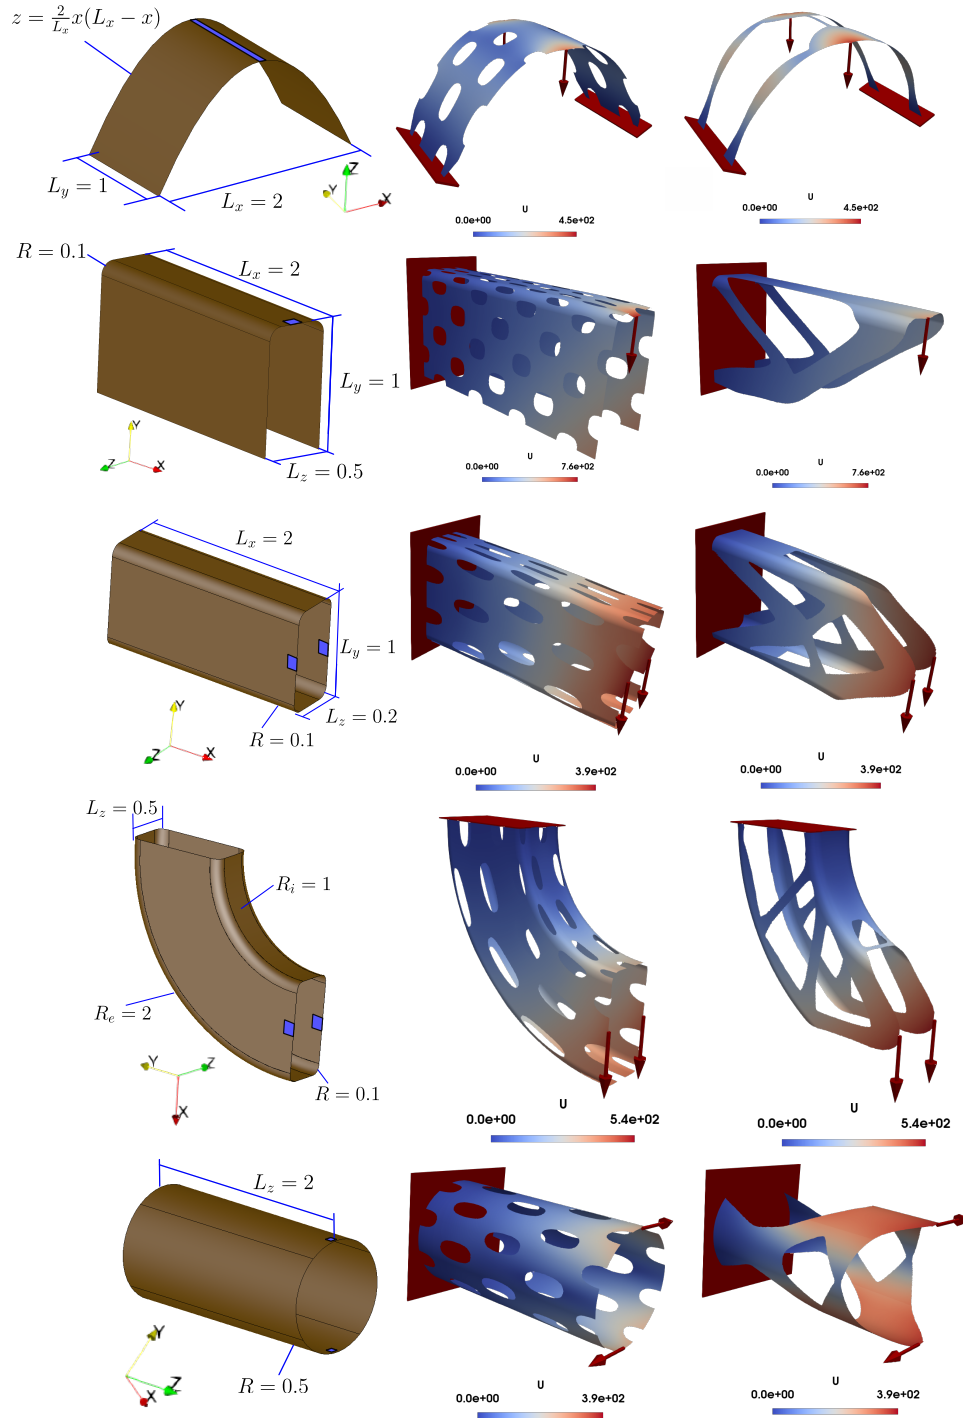 z = \frac{2}{L_x}x(L_x − x)
L_y = 1
L_x = 2
Z
Y
X
U
0.0e+00 4.5e+02
U
0.0e+00 4.5e+02
R = 0.1
L_x = 2
L_y = 1
L_z = 0.5
Y
Z
X
U
0.0e+00 7.6e+02
U
0.0e+00 7.6e+02
L_x = 2
L_y = 1
L_z = 0.2
R = 0.1
Y
Z
X
U
0.0e+00 3.9e+02
U
0.0e+00 3.9e+02
L_z = 0.5
R_i = 1
R_e = 2
R = 0.1
Y
Z
X
U
0.0e+00 5.4e+02
U
0.0e+00 5.4e+02
L_z = 2
R = 0.5
Y
Z
X
U
0.0e+00 3.9e+02
U
0.0e+00 3.9e+02